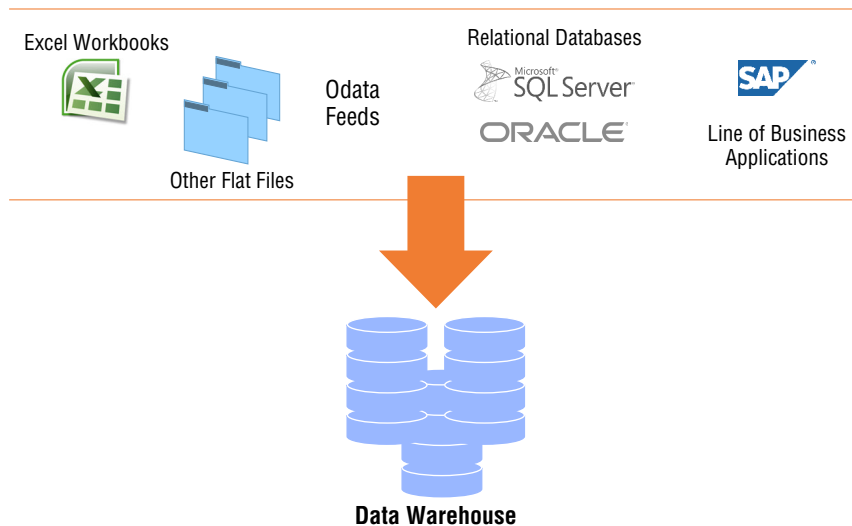 Excel Workbooks
Other Flat Files
Odata
Feeds
Relational Databases
Microsoft®
SQL Server
ORACLE
SAP®
Line of Business
Applications
Data Warehouse